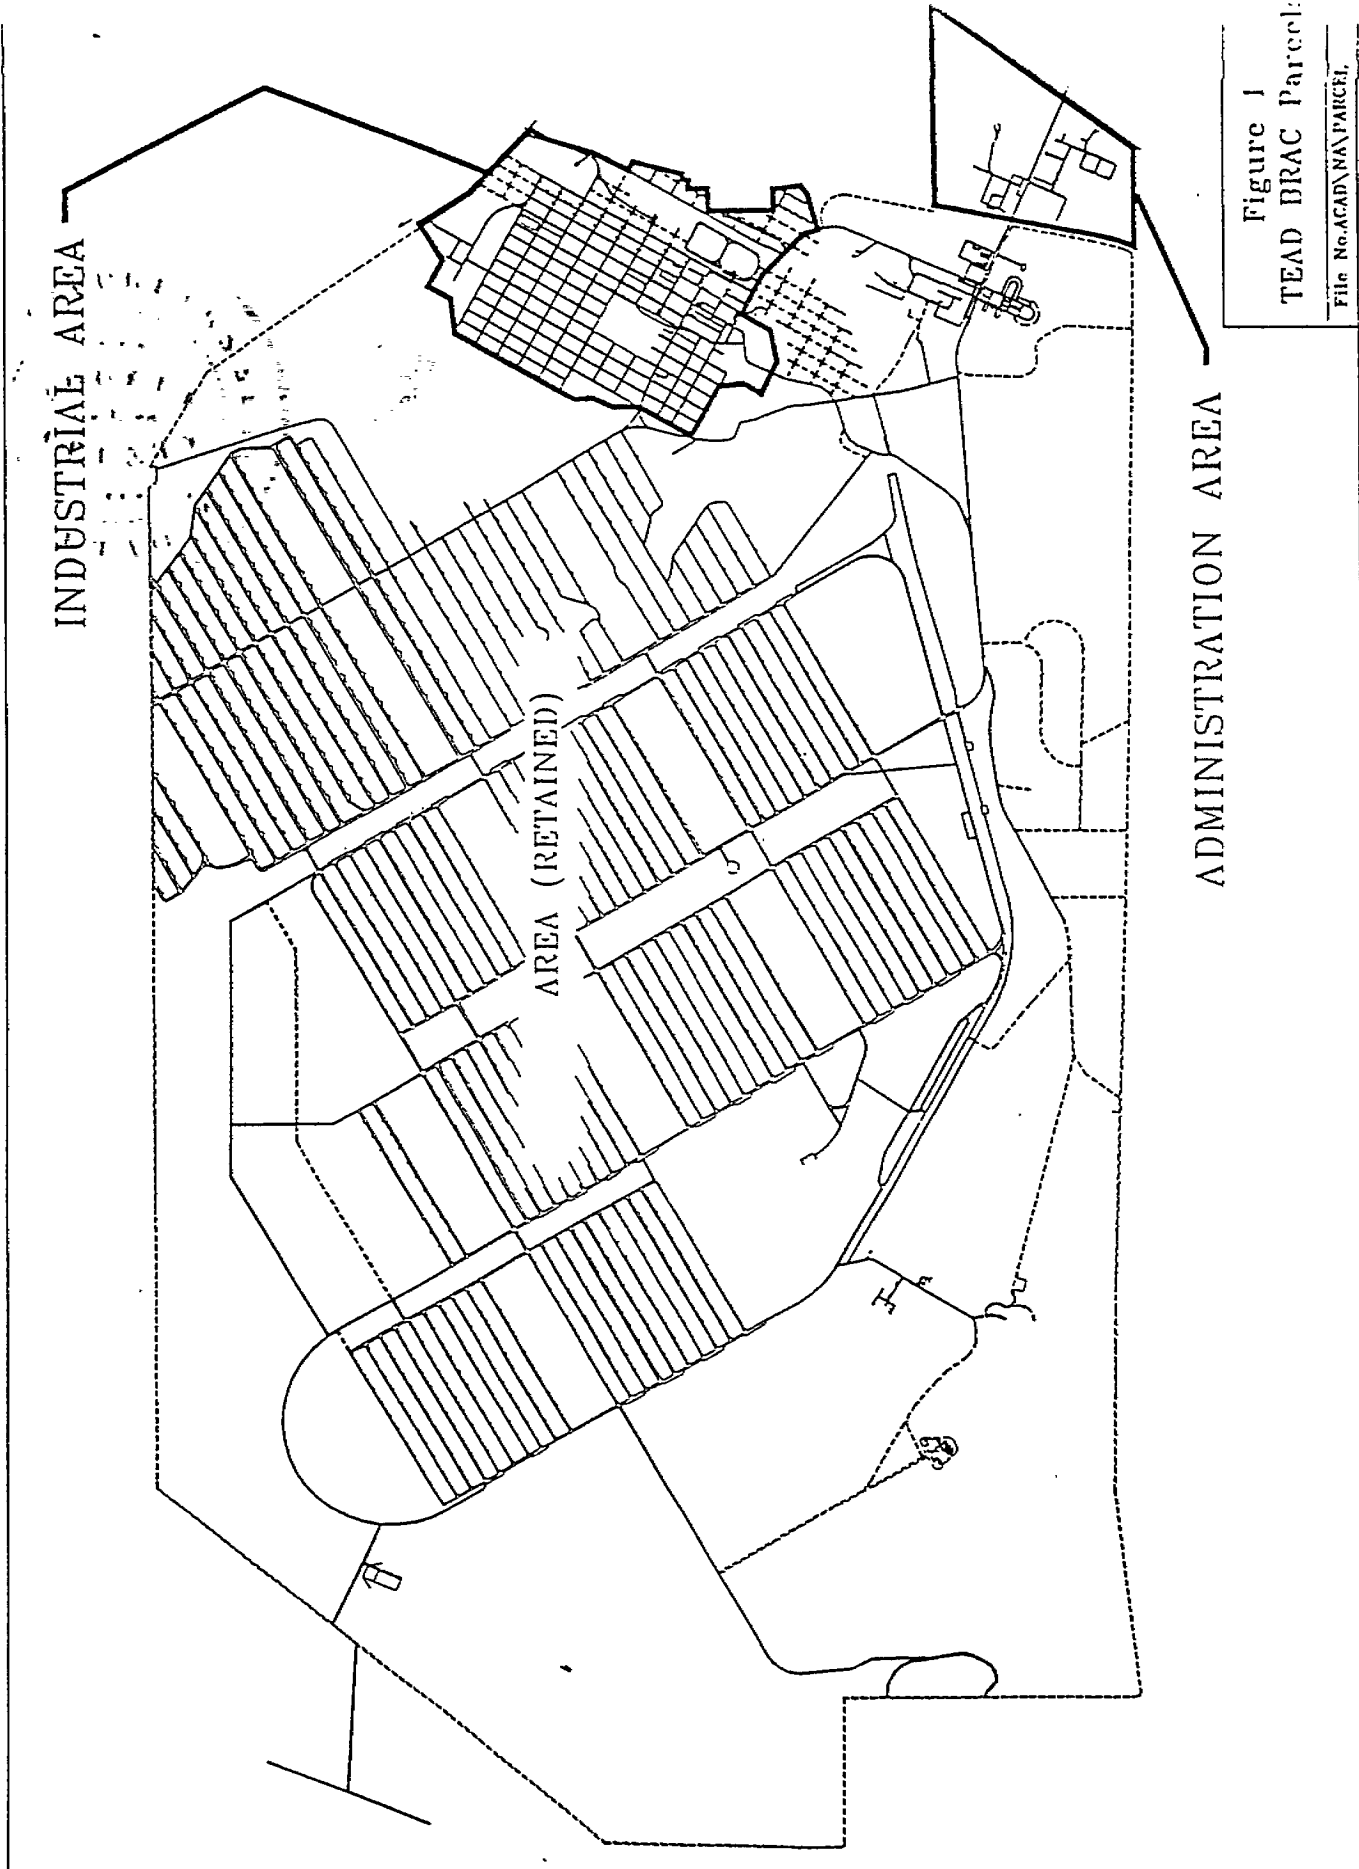 INDUSTRIAL AREA
AREA (RETAINED)
ADMINISTRATION AREA
Figure 1
TEAD BRAC Parcels
File No.ACAD\NA\PARCEL